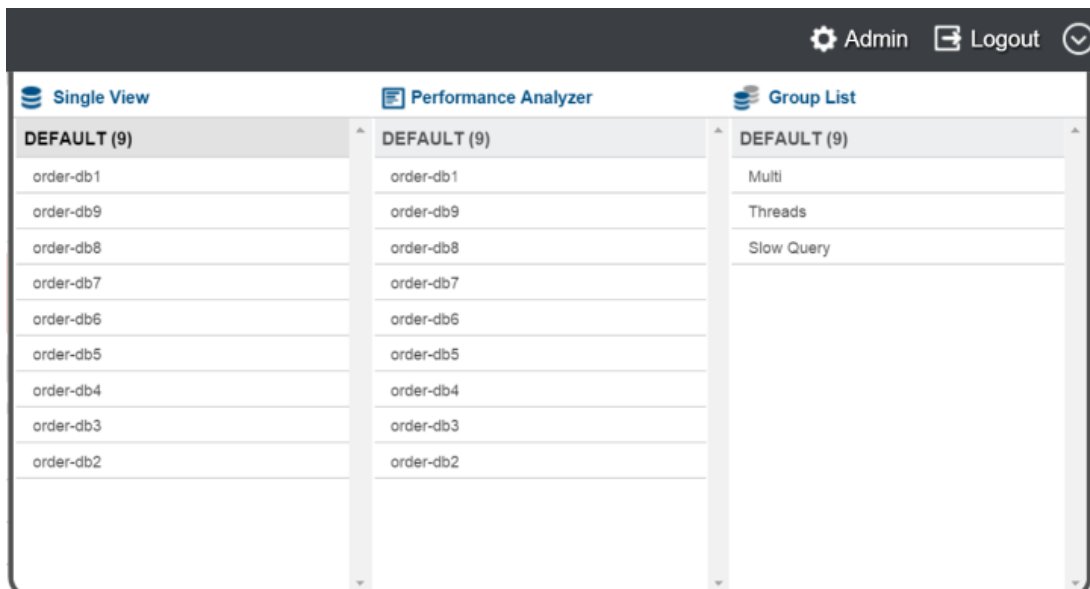 Admin Logout
Single View Performance Analyzer Group List
DEFAULT (9) DEFAULT (9) DEFAULT (9)
order-db1 order-db1 Multi
order-db9 order-db9 Threads
order-db8 order-db8 Slow Query
order-db7 order-db7
order-db6 order-db6
order-db5 order-db5
order-db4 order-db4
order-db3 order-db3
order-db2 order-db2